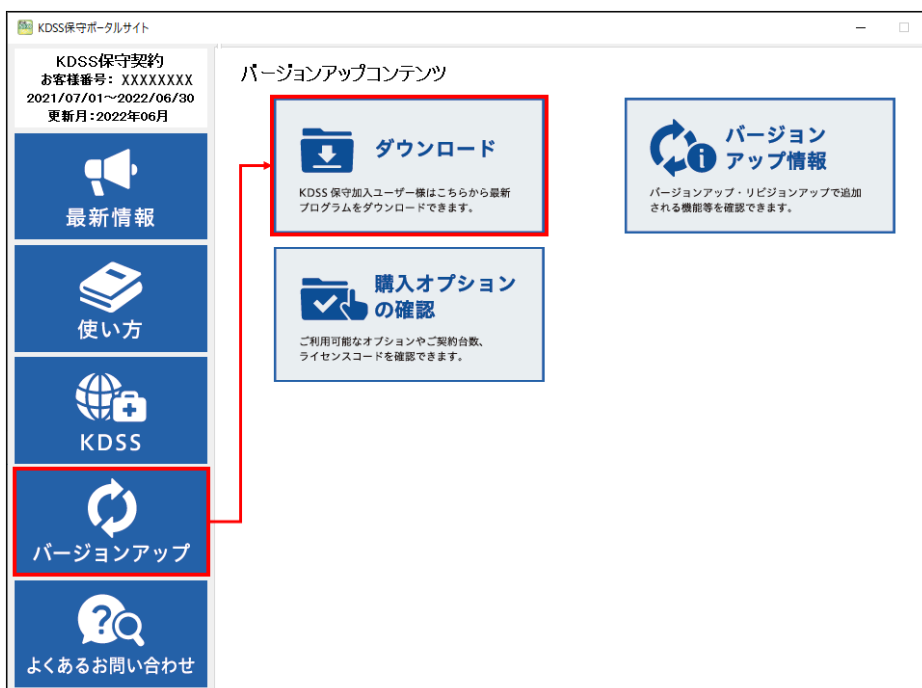 KDSS保守ポータルサイト
KDSS保守契約
お客様番号: XXXXXXXX
2021/07/01～2022/06/30
更新月:2022年06月
最新情報
使い方
KDSS
バージョンアップ
よくあるお問い合わせ
バージョンアップコンテンツ
ダウンロード
KDSS 保守加入ユーザー様はこちらから最新
プログラムをダウンロードできます。
バージョン
アップ情報
バージョンアップ・リビジョンアップで追加
される機能等を確認できます。
購入オプション
の確認
ご利用可能なオプションやご契約台数、
ライセンスコードを確認できます。